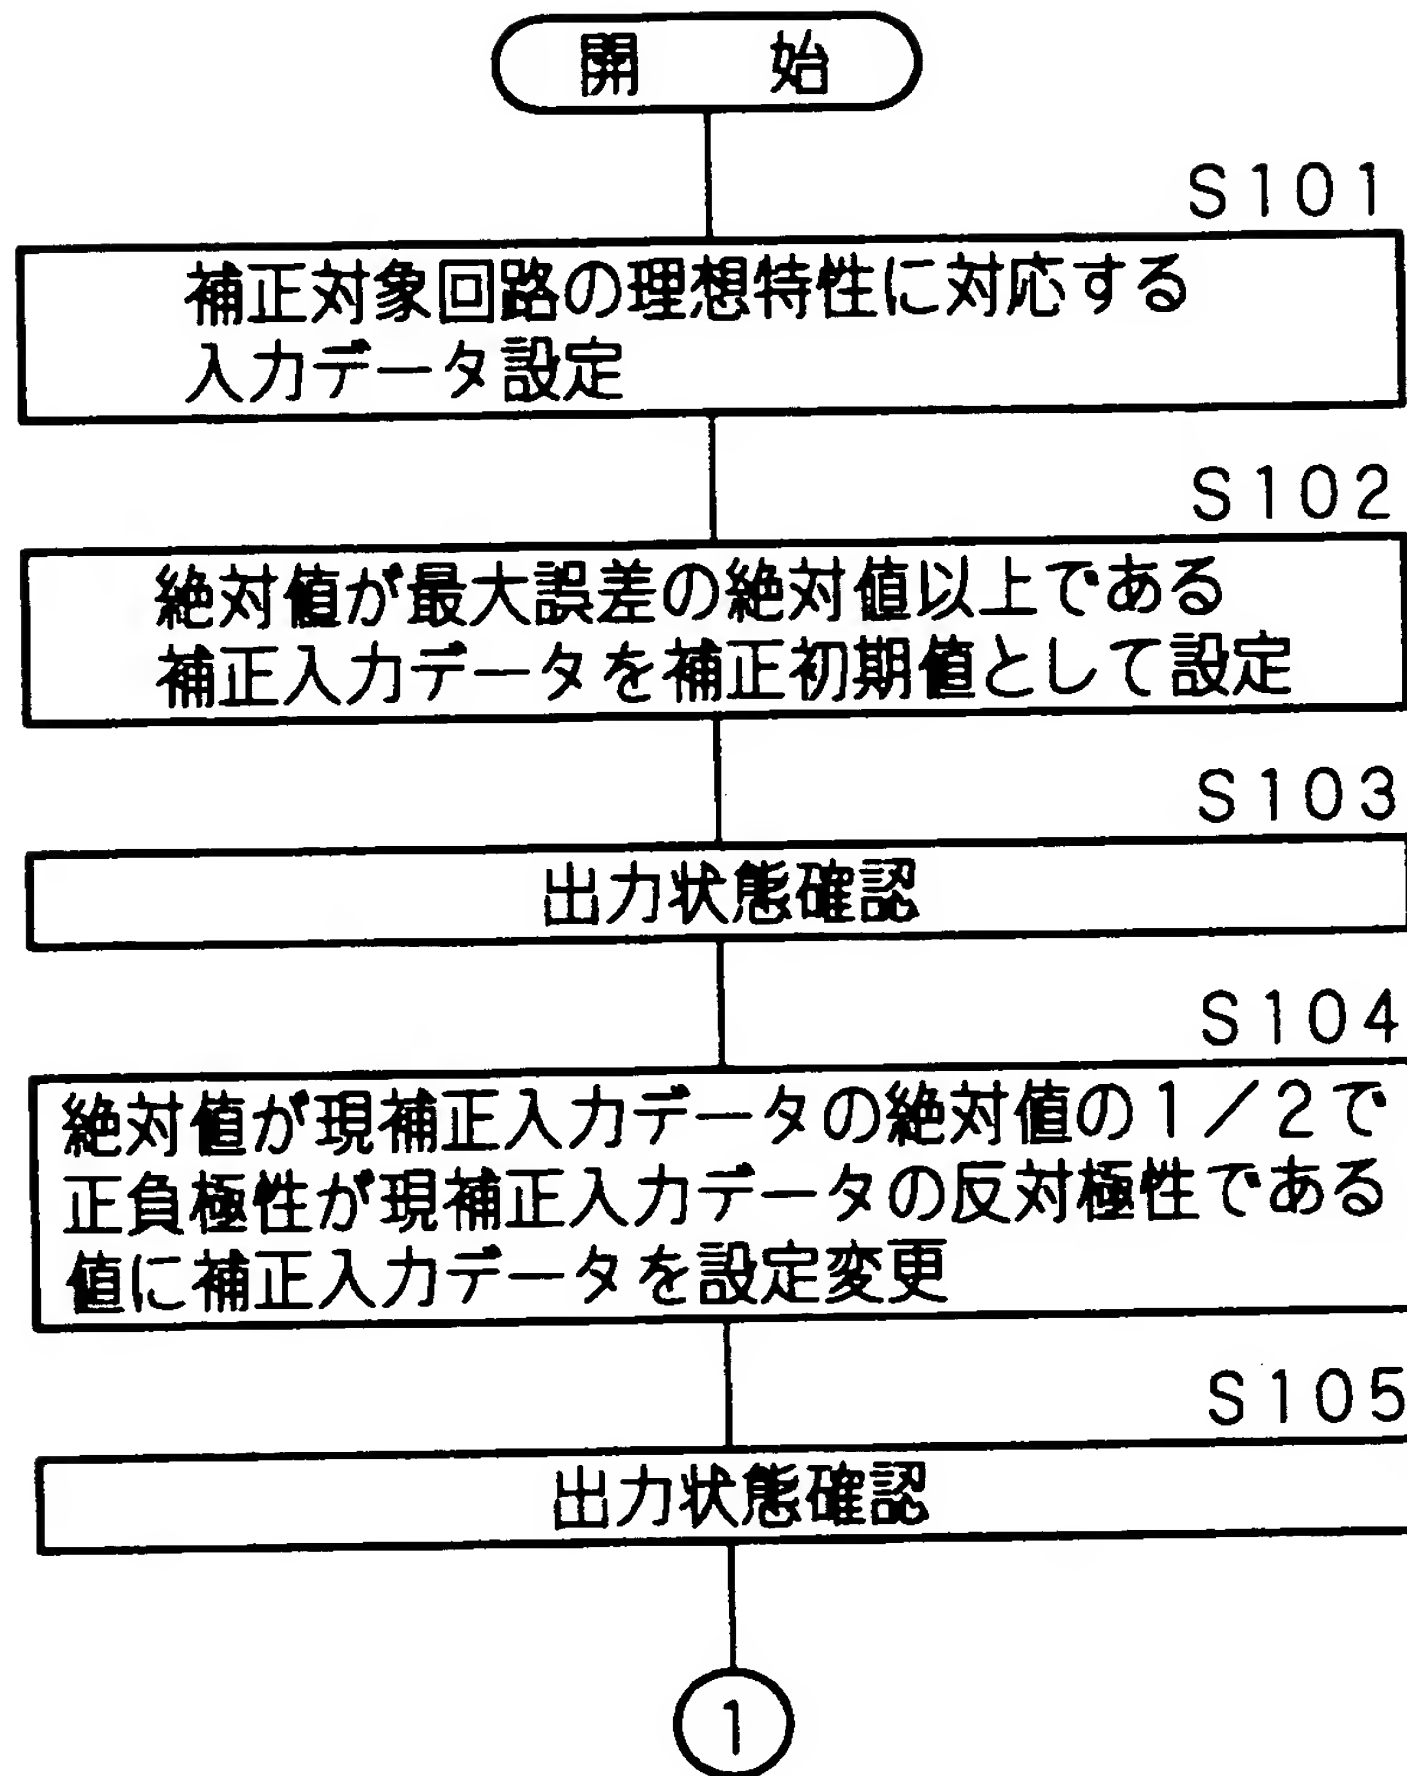 開 始
S101
補正対象回路の理想特性に対応する
入力データ設定
S102
絶対値が最大誤差の絶対値以上である
補正入力データを補正初期値として設定
S103
出力状態確認
S104
絶対値が現補正入力データの絶対値の1/2で
正負極性が現補正入力データの反対極性である
値に補正入力データを設定変更
S105
出力状態確認
1